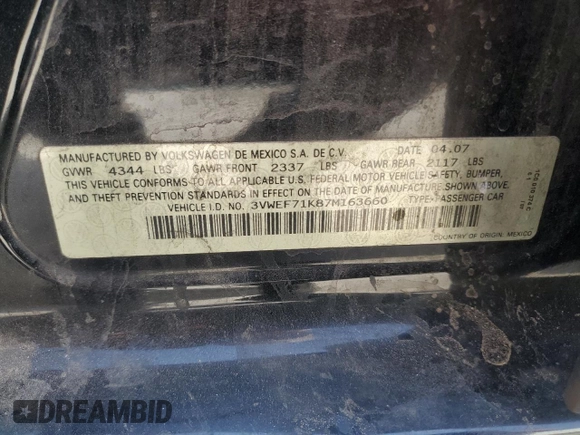 MANUFACTURED BY VOLKSWAGEN DE MEXICO S.A. DE C.V. DATE 04.07
GVWR 4344 LBS GAWR FRONT 2337 LBS GAWR REAR 2117 LBS
THIS VEHICLE CONFORMS TO ALL APPLICABLE U.S. FEDERAL MOTOR VEHICLE SAFETY, BUMPER,
AND THEFT PREVENTION STANDARDS IN EFFECT ON THE DATE OF MANUFACTURE SHOWN ABOVE.
VEHICLE I.D. NO. 3VWEF71K87M163660 TYPE: PASSENGER CAR
COUNTRY OF ORIGIN: MEXICO
DREAMBID